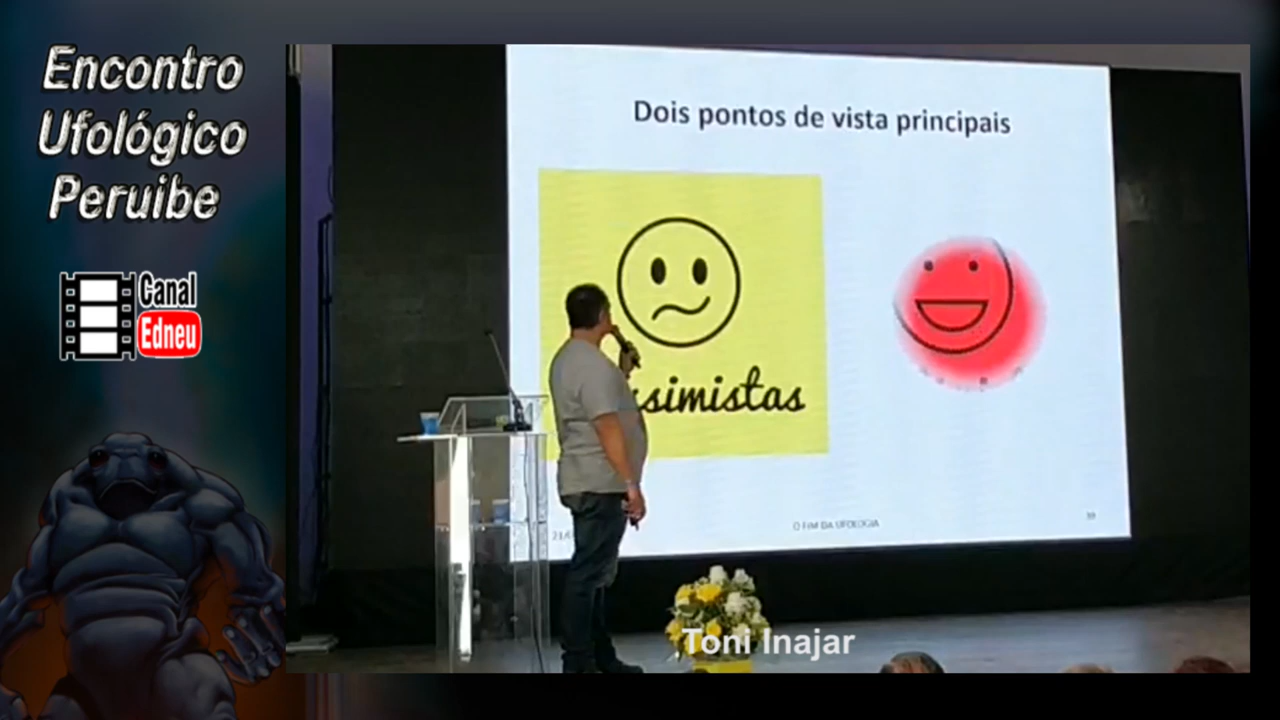 Encontro
Ufológico
Peruibe
Canal
Edneu
Dois pontos de vista principais
ssimistas
O FIM DA UFOLOGIA
Toni Inajar